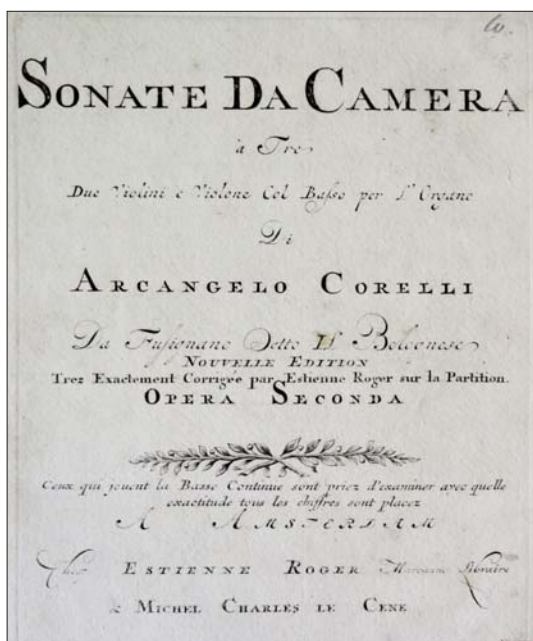 SONATE DA CAMERA
à Tre
Due Violini e Violone Col Basso per l'Organo
Di
ARCANGELO CORELLI
Da Fusignano Detto Il Bolognese
NOUVELLE EDITION
Trez Exactement Corrigée par Estienne Roger sur la Partition.
OPERA SECONDA
Ceux qui jouent la Basse Continue sont priez d'examiner avec quelle
exactitude tous les chiffres sont placez
A AMSTERDAM
Chez ESTIENNE ROGER Marchand Libraire
& MICHEL CHARLES LE CENE